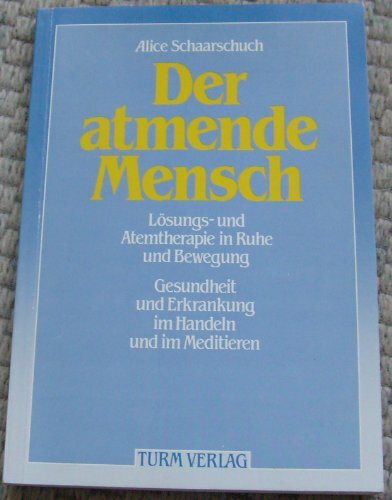 Alice Schaarschuch
Der
atmende
Mensch
Lösungs- und
Atemtherapie in Ruhe
und Bewegung
Gesundheit
und Erkrankung
im Handeln
und im Meditieren
TURM VERLAG